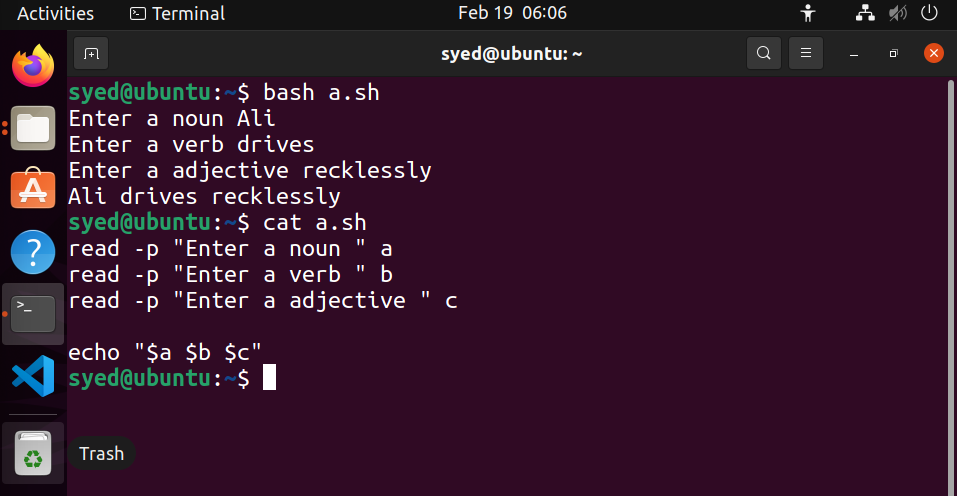 Activities Terminal Feb 19 06:06
syed@ubuntu: ~
syed@ubuntu:~$ bash a.sh
Enter a noun Ali
Enter a verb drives
Enter a adjective recklessly
Ali drives recklessly
syed@ubuntu:~$ cat a.sh
read -p "Enter a noun " a
read -p "Enter a verb " b
read -p "Enter a adjective " c
echo "$a $b $c"
syed@ubuntu:~$
Trash